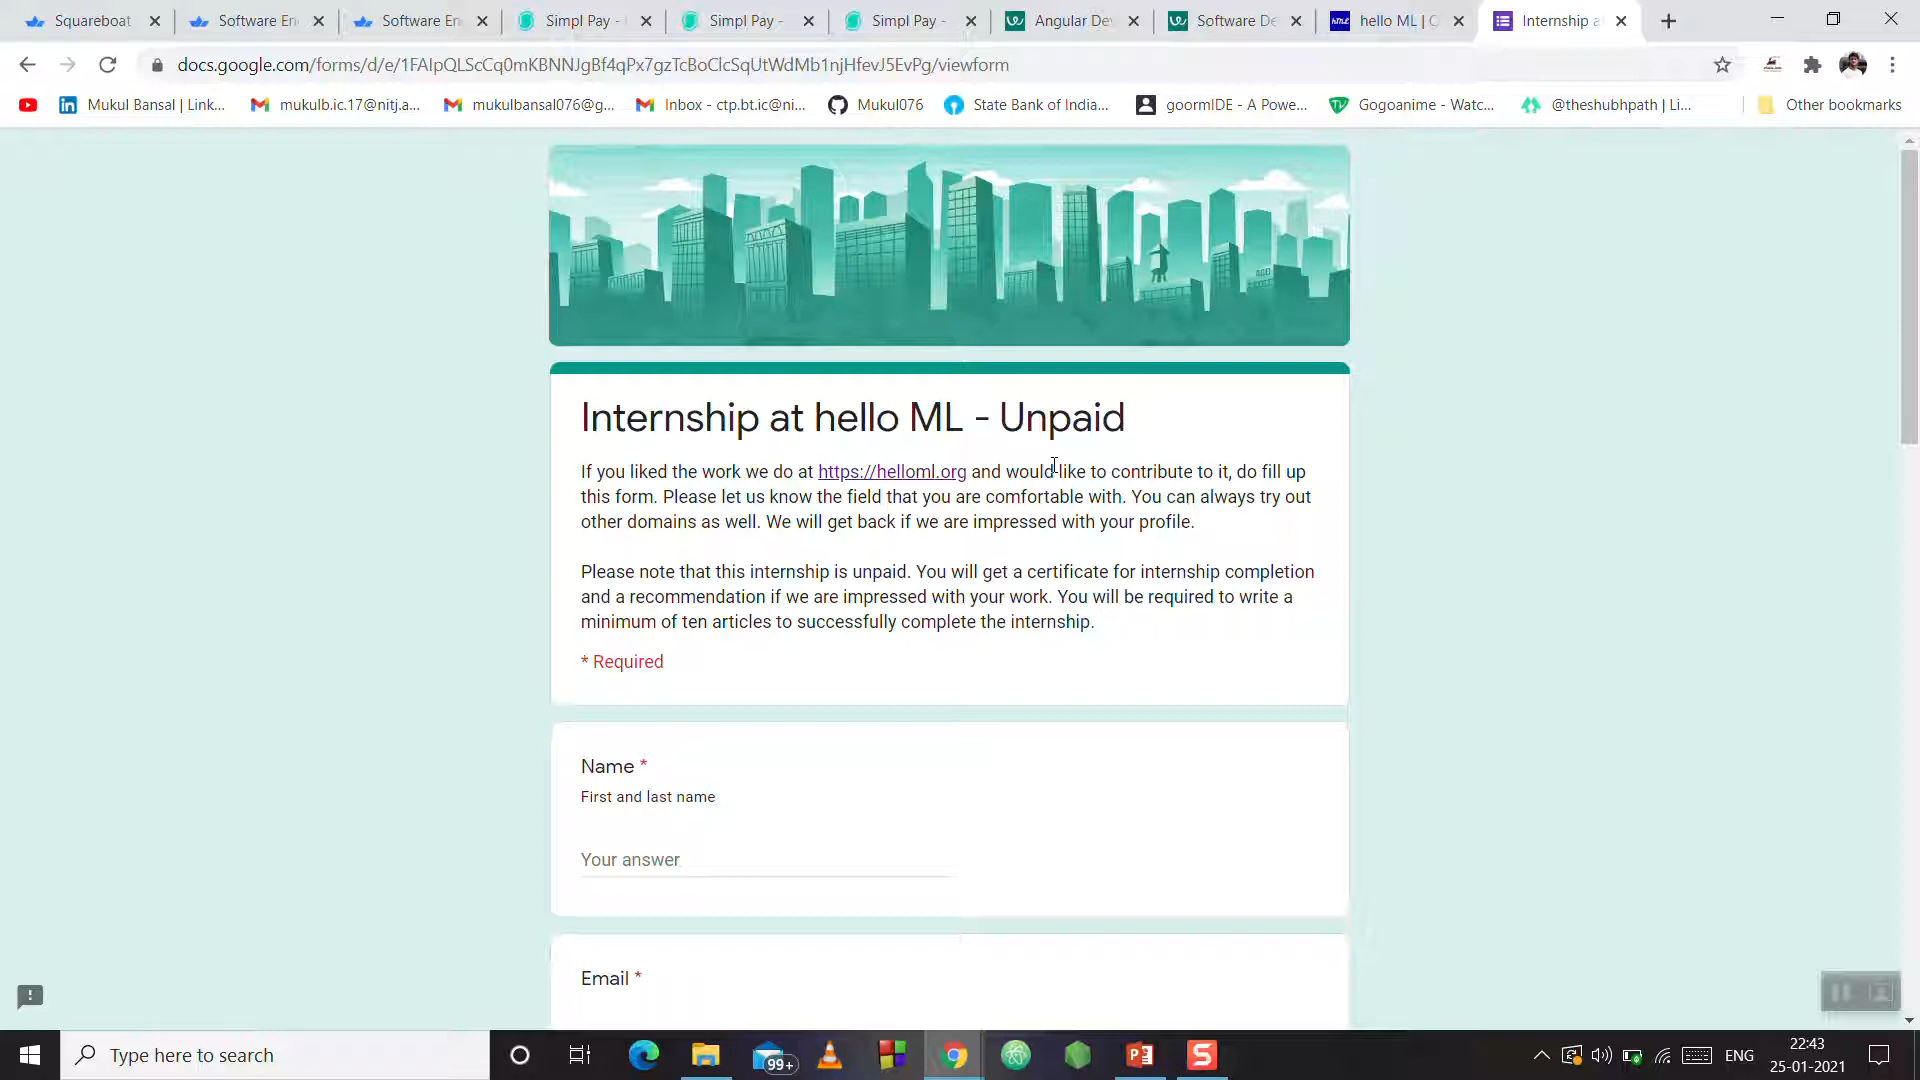 Squareboat
Software En
Software En
Simpl Pay -
Simpl Pay -
Simpl Pay -
Angular Dev
Software De
hello ML | C
Internship a
docs.google.com/forms/d/e/1FAIpQLScCq0mKBNNJgBf4qPx7gzTcBoClcSqUtWdMb1njHfevJ5EvPg/viewform
Mukul Bansal | Link...
mukulb.ic.17@nitj.a...
mukulbansal076@g...
Inbox - ctp.bt.ic@ni...
Mukul076
State Bank of India...
goormIDE - A Powe...
Gogoanime - Watc...
@theshubhpath | Li...
Other bookmarks
Internship at hello ML - Unpaid
If you liked the work we do at https://helloml.org and would like to contribute to it, do fill up
this form. Please let us know the field that you are comfortable with. You can always try out
other domains as well. We will get back if we are impressed with your profile.
Please note that this internship is unpaid. You will get a certificate for internship completion
and a recommendation if we are impressed with your work. You will be required to write a
minimum of ten articles to successfully complete the internship.
* Required
Name *
First and last name
Your answer
Email *
Type here to search
99+
ENG
22:43
25-01-2021